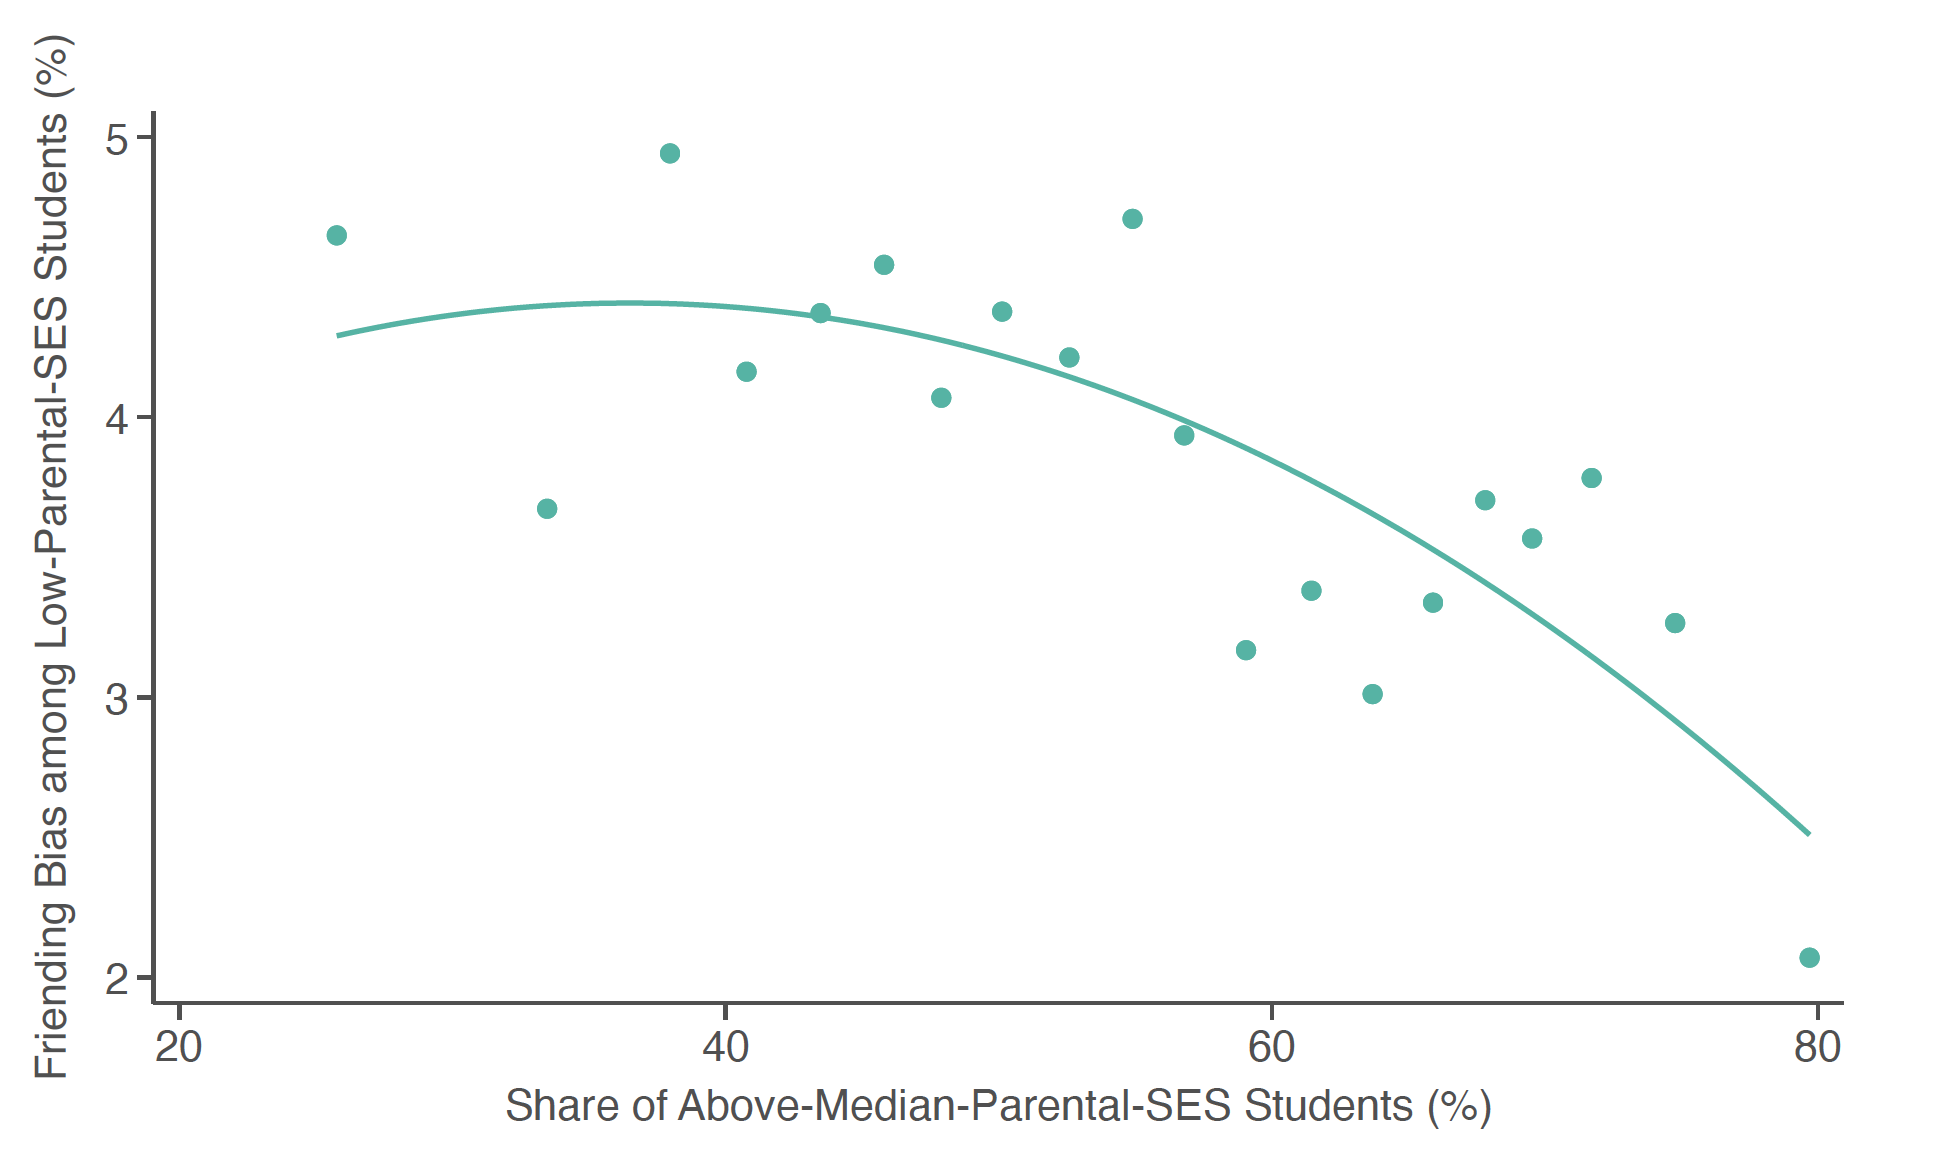 Friending Bias among Low-Parental-SES Students (%)
5
4
3
2
20 40 60 80
Share of Above-Median-Parental-SES Students (%)